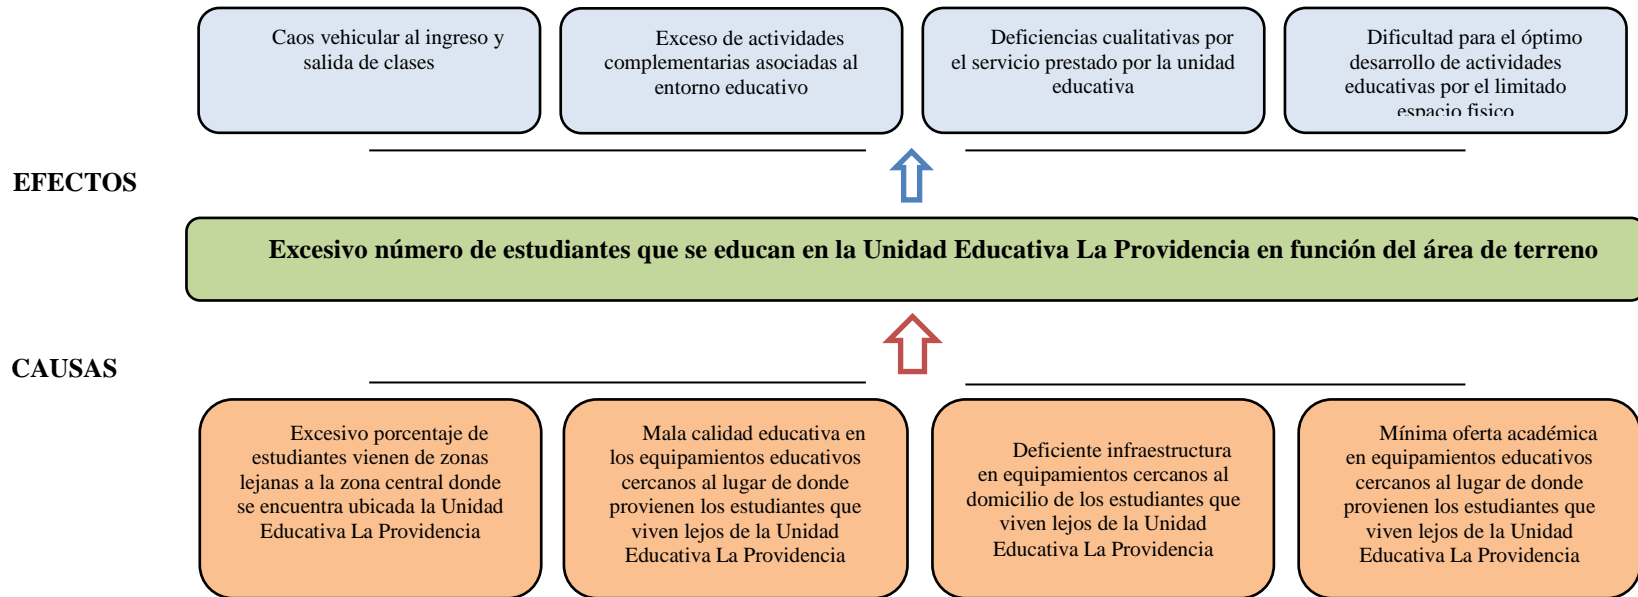 Caos vehicular al ingreso y
salida de clases
Exceso de actividades
complementarias asociadas al
entorno educativo
Deficiencias cualitativas por
el servicio prestado por la unidad
educativa
Dificultad para el óptimo
desarrollo de actividades
educativas por el limitado
espacio fisico
EFECTOS
Excesivo número de estudiantes que se educan en la Unidad Educativa La Providencia en función del área de terreno
CAUSAS
Excesivo porcentaje de
estudiantes vienen de zonas
lejanas a la zona central donde
se encuentra ubicada la Unidad
Educativa La Providencia
Mala calidad educativa en
los equipamientos educativos
cercanos al lugar de donde
provienen los estudiantes que
viven lejos de la Unidad
Educativa La Providencia
Deficiente infraestructura
en equipamientos cercanos al
domicilio de los estudiantes que
viven lejos de la Unidad
Educativa La Providencia
Mínima oferta académica
en equipamientos educativos
cercanos al lugar de donde
provienen los estudiantes que
viven lejos de la Unidad
Educativa La Providencia